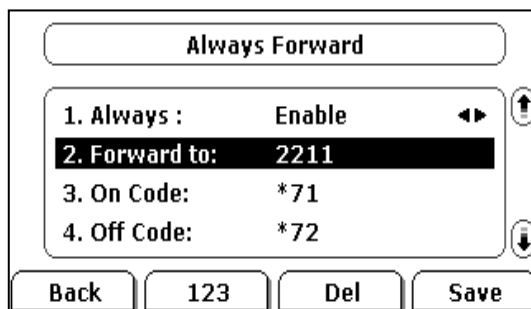 Always Forward
1. Always : Enable
2. Forward to: 2211
3. On Code: *71
4. Off Code: *72
Back 123 Del Save